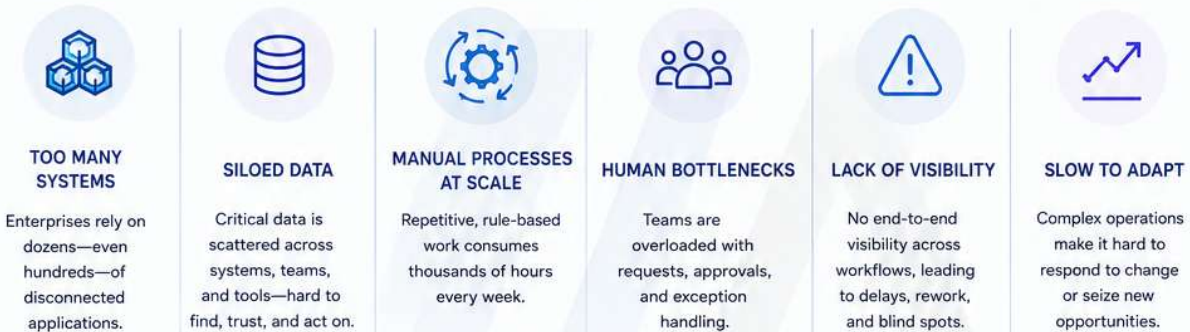 TOO MANY
SYSTEMS
Enterprises rely on
dozens—even
hundreds—of
disconnected
applications.
SILOED DATA
Critical data is
scattered across
systems, teams,
and tools—hard to
find, trust, and act on.
MANUAL PROCESSES
AT SCALE
Repetitive, rule-based
work consumes
thousands of hours
every week.
HUMAN BOTTLENECKS
Teams are
overloaded with
requests, approvals,
and exception
handling.
LACK OF VISIBILITY
No end-to-end
visibility across
workflows, leading
to delays, rework,
and blind spots.
SLOW TO ADAPT
Complex operations
make it hard to
respond to change
or seize new
opportunities.